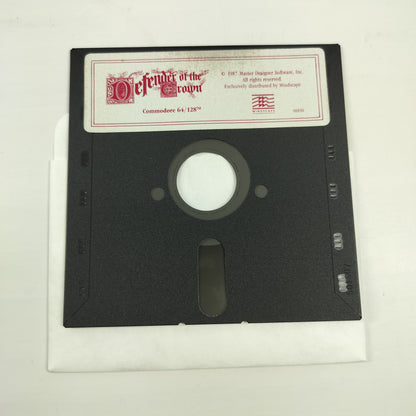 Defender of the
Crown
Commodore 64/128™
© 1987 Master Designer Software, Inc.
All rights reserved.
Exclusively distributed by Mindscape
MINDSCAPE